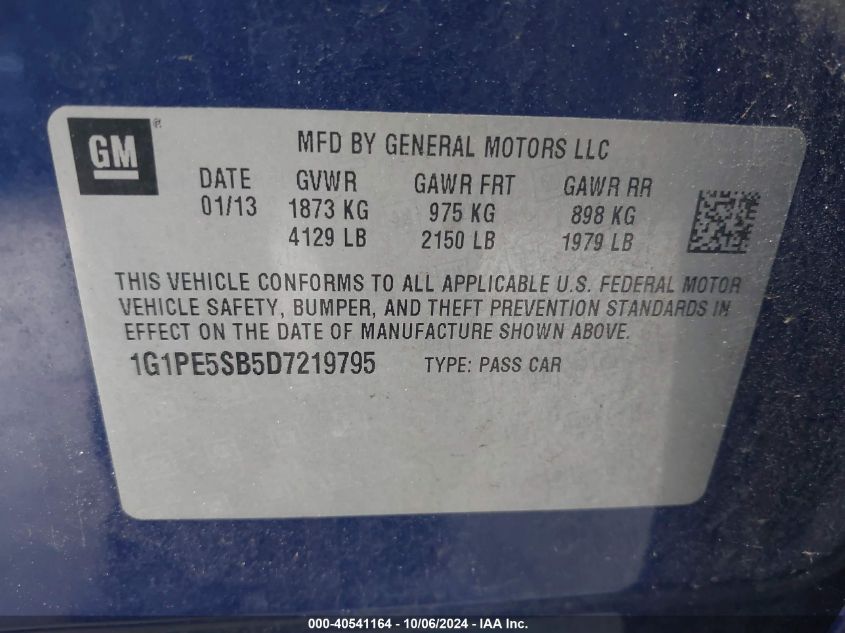 GM®
MFD BY GENERAL MOTORS LLC
DATE GVWR GAWR FRT GAWR RR
01/13 1873 KG 975 KG 898 KG
4129 LB 2150 LB 1979 LB
THIS VEHICLE CONFORMS TO ALL APPLICABLE U.S. FEDERAL MOTOR
VEHICLE SAFETY, BUMPER, AND THEFT PREVENTION STANDARDS IN
EFFECT ON THE DATE OF MANUFACTURE SHOWN ABOVE.
1G1PE5SB5D7219795 TYPE: PASS CAR
000-40541164 - 10/06/2024 - IAA Inc.